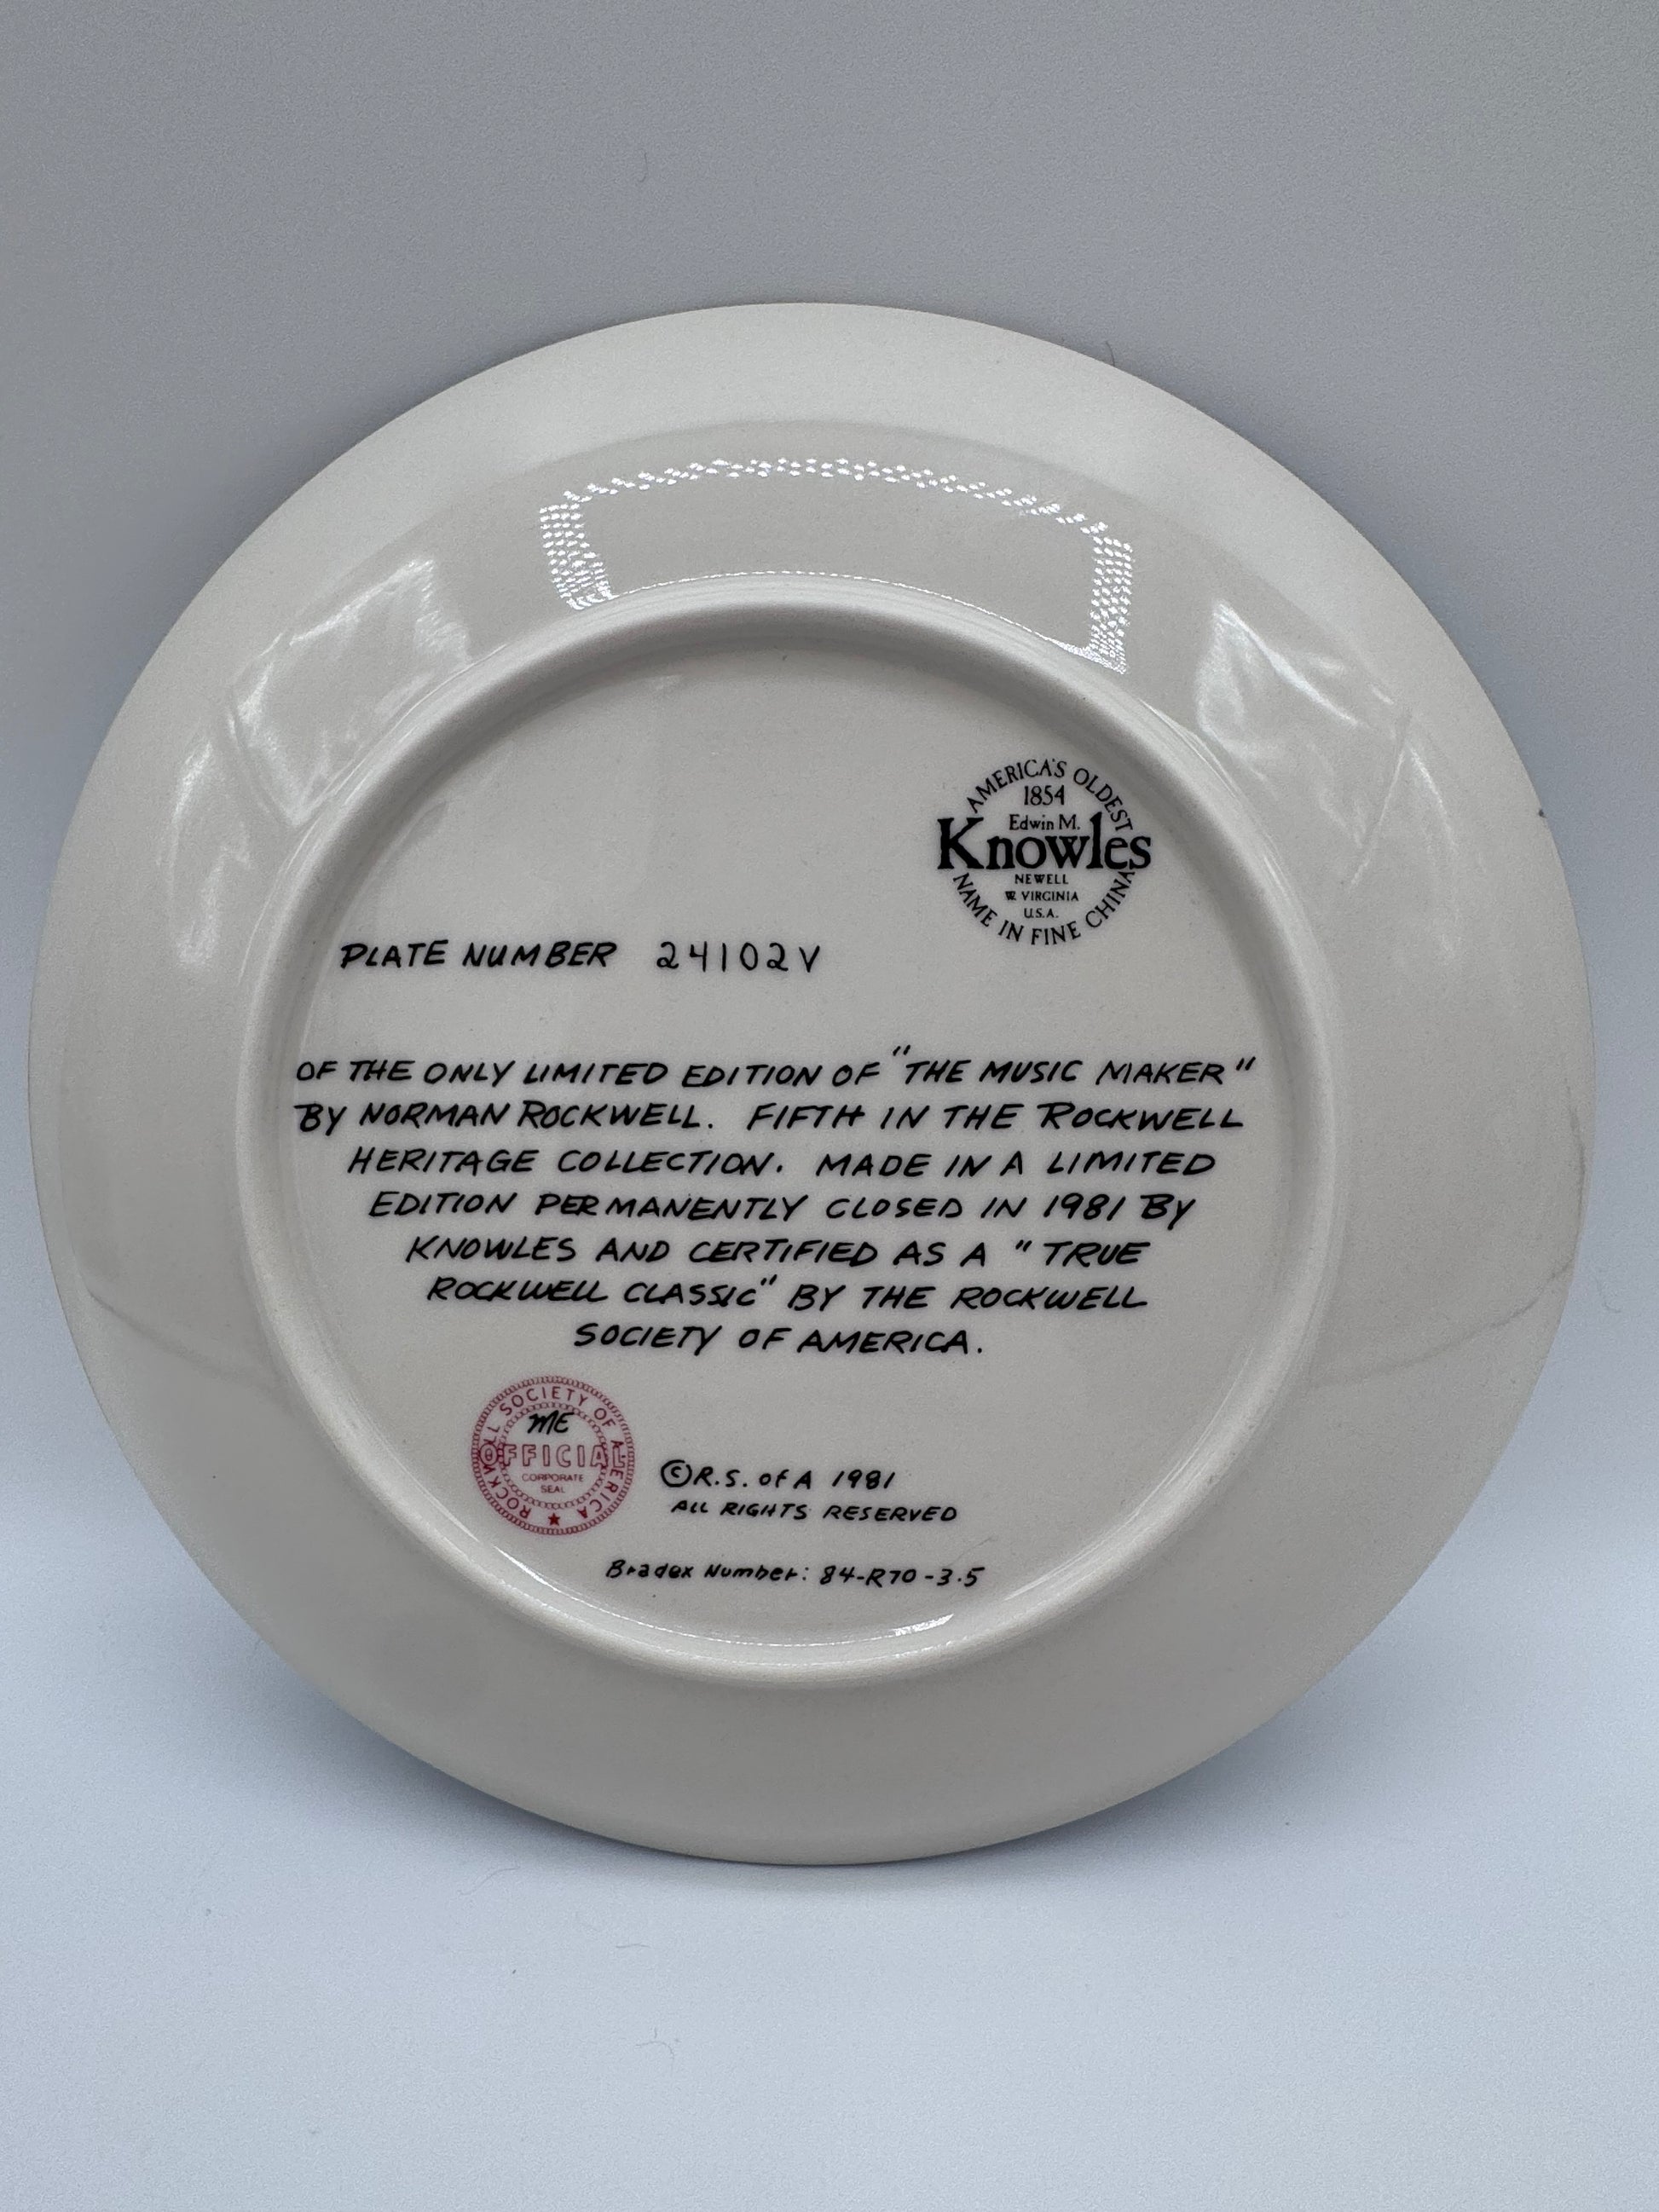 AMERICA'S OLDEST
1854
Edwin M.
Knowles
NEWELL
W. VIRGINIA
U.S.A.
NAME IN FINE CHINA
PLATE NUMBER 24102V
OF THE ONLY LIMITED EDITION OF "THE MUSIC MAKER"
BY NORMAN ROCKWELL. FIFTH IN THE ROCKWELL
HERITAGE COLLECTION. MADE IN A LIMITED
EDITION PERMANENTLY CLOSED IN 1981 BY
KNOWLES AND CERTIFIED AS A "TRUE
ROCKWELL CLASSIC" BY THE ROCKWELL
SOCIETY OF AMERICA.
ROCKWELL SOCIETY OF AMERICA
ME
OFFICIAL
CORPORATE
SEAL
©R.S. of A 1981
ALL RIGHTS RESERVED
Bradex Number: 84-R70-3.5